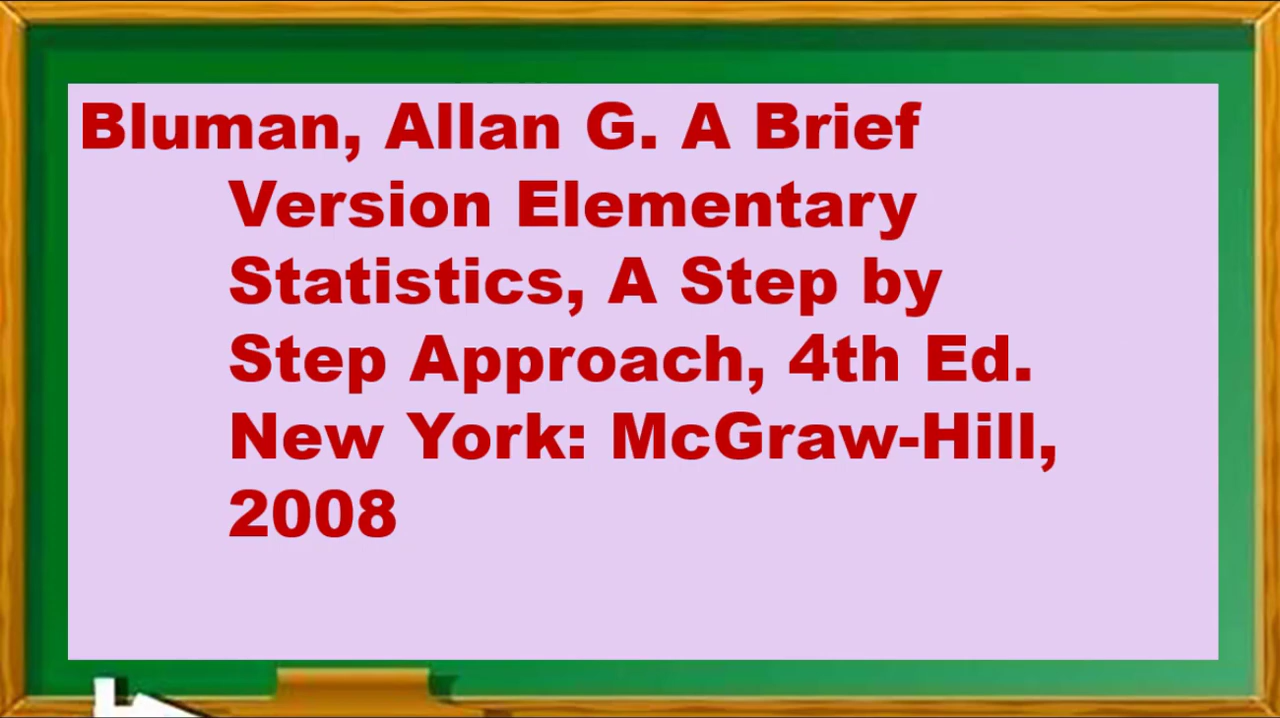 Bluman, Allan G. A Brief
Version Elementary
Statistics, A Step by
Step Approach, 4th Ed.
New York: McGraw-Hill,
2008